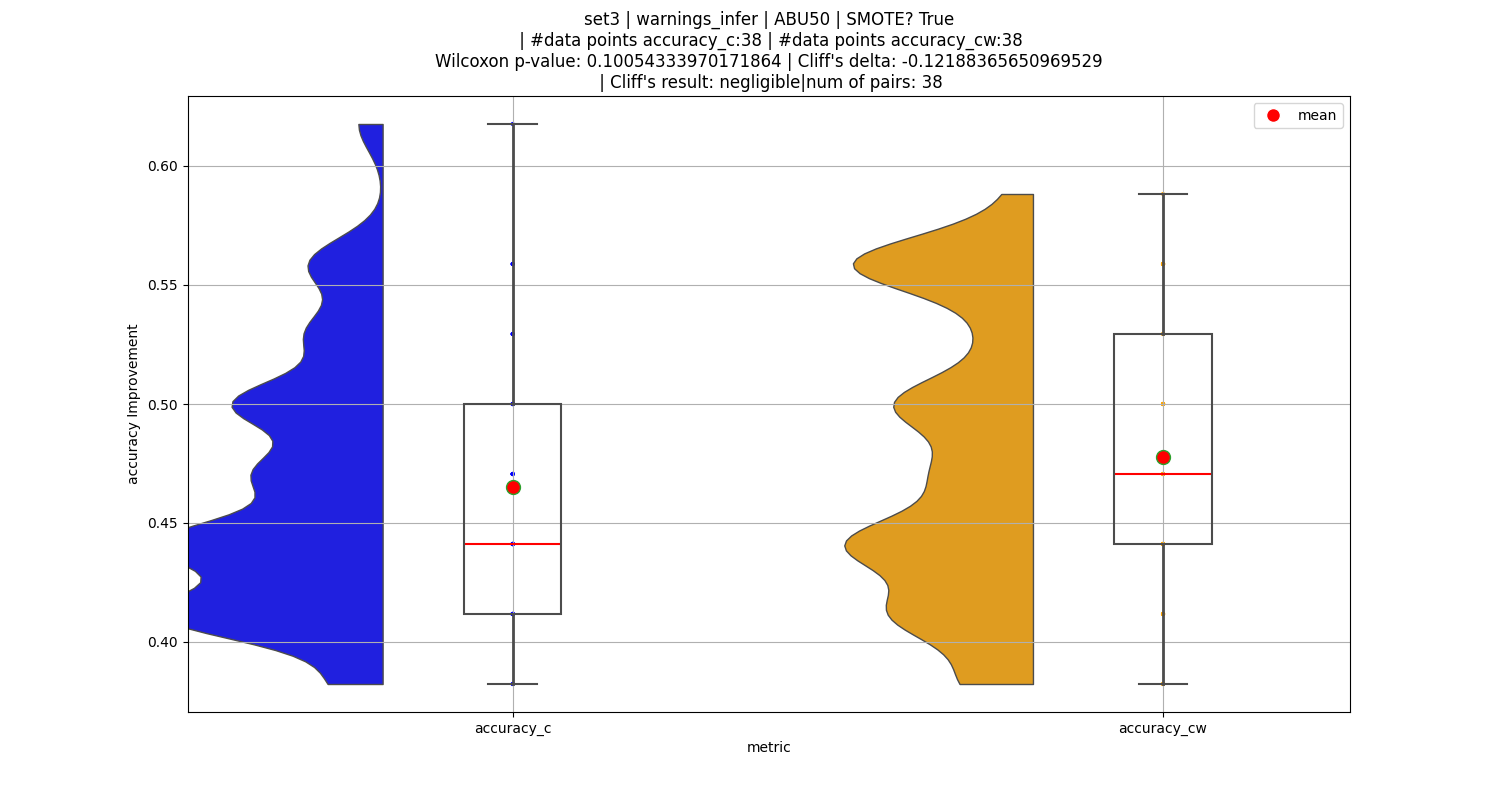 set3 | warnings_infer | ABU50 | SMOTE? True
| #data points accuracy_c:38 | #data points accuracy_cw:38
Wilcoxon p-value: 0.10054333970171864 | Cliff's delta: -0.12188365650969529
| Cliff's result: negligible|num of pairs: 38
mean
accuracy Improvement
0.60
0.55
0.50
0.45
0.40
accuracy_c
accuracy_cw
metric